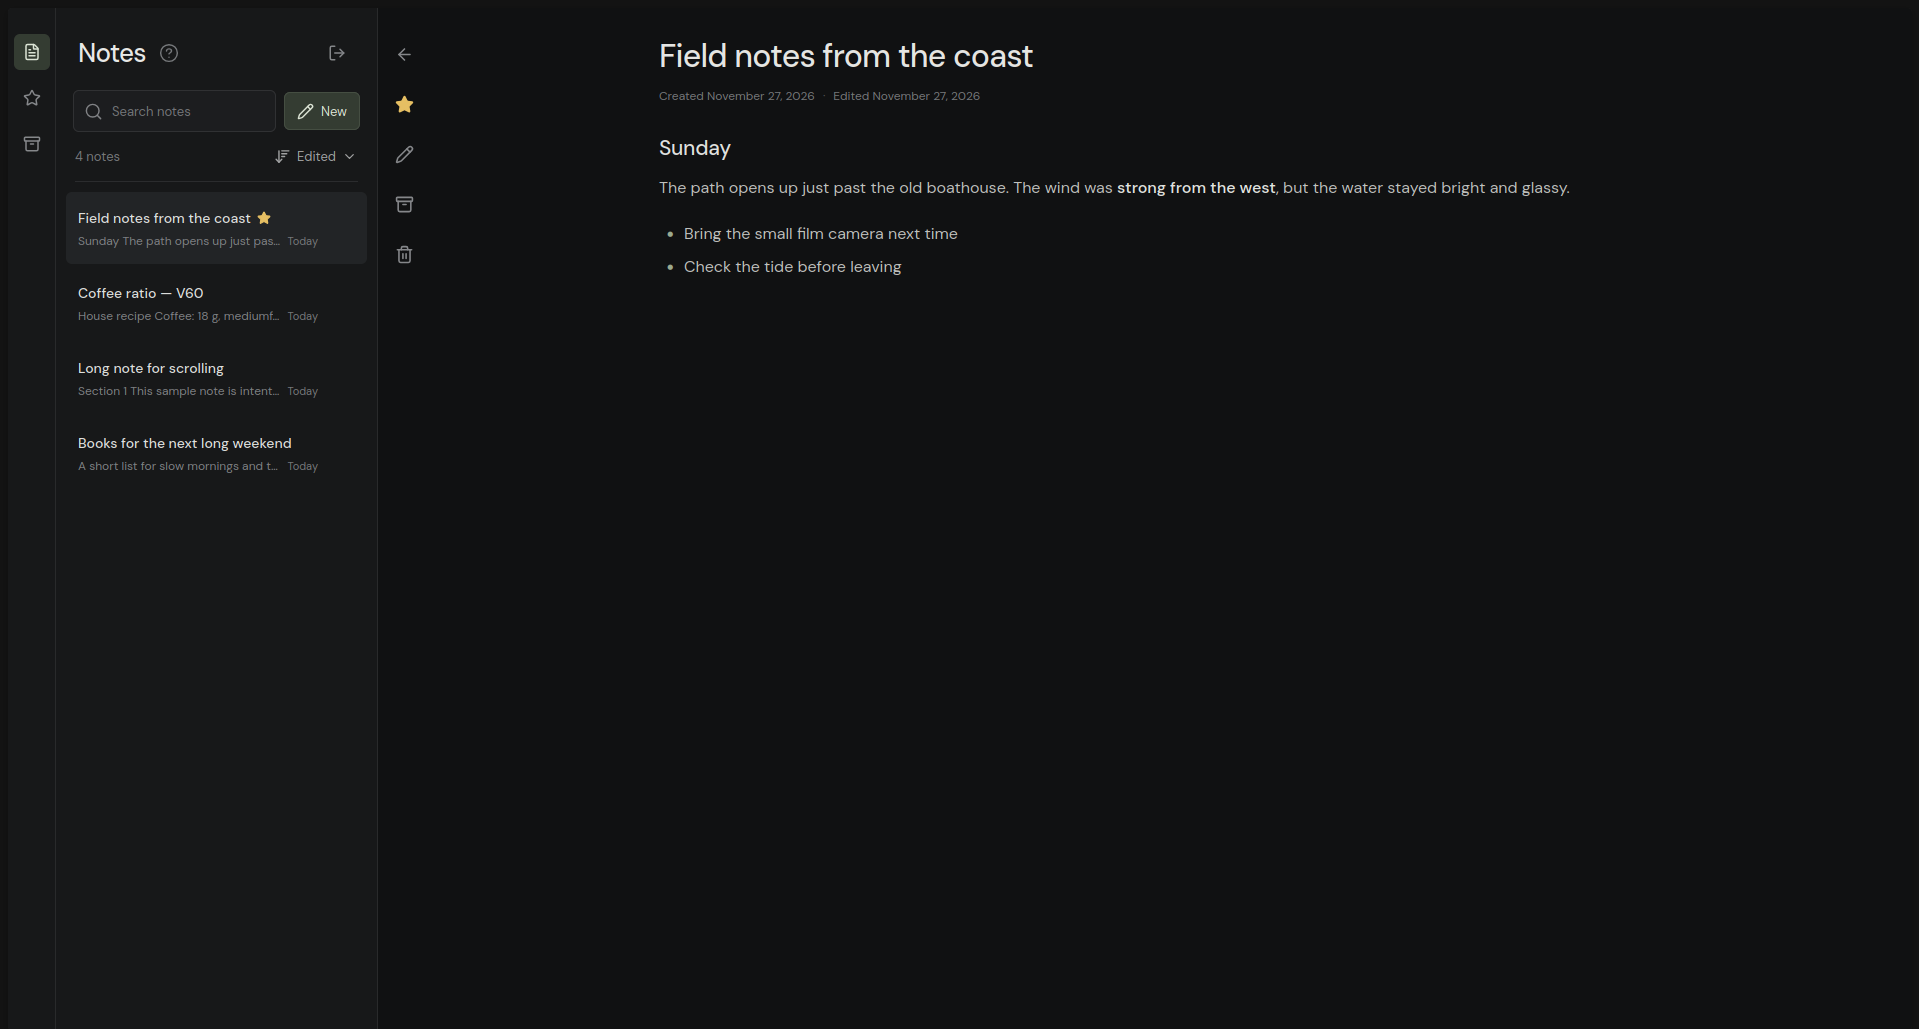 Notes
Search notes
New
4 notes
Edited
Field notes from the coast
Sunday The path opens up just pas... Today
Coffee ratio — V60
House recipe Coffee: 18 g, mediumf... Today
Long note for scrolling
Section 1 This sample note is intent... Today
Books for the next long weekend
A short list for slow mornings and t... Today
Field notes from the coast
Created November 27, 2026 · Edited November 27, 2026
Sunday
The path opens up just past the old boathouse. The wind was strong from the west, but the water stayed bright and glassy.
• Bring the small film camera next time
• Check the tide before leaving